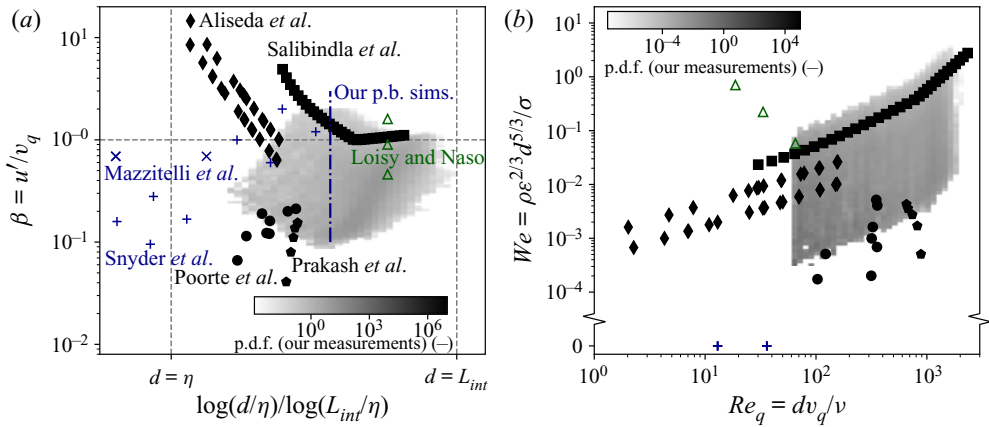 (a)
10^1
10^0
10^−1
10^−2
β = u′/v_q
Aliseda et al.
Salibindla et al.
Our p.b. sims.
Loisy and Naso
Mazzitelli et al.
Snyder et al.
Poorte et al.
Prakash et al.
10^0 10^3 10^6
p.d.f. (our measurements) (–)
d = η
d = L_int
log(d/η)/log(L_int/η)
(b)
10^−4 10^0 10^4
p.d.f. (our measurements) (–)
10^0
10^−1
10^−2
10^−3
10^−4
0
We = ρε^2/3 d^5/3/σ
10^0 10^1 10^2 10^3
Re_q = dv_q/ν